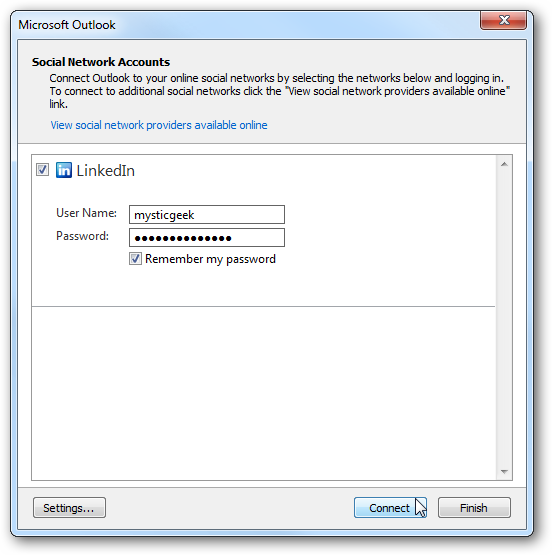 Microsoft Outlook
Social Network Accounts
Connect Outlook to your online social networks by selecting the networks below and logging in.
To connect to additional social networks click the "View social network providers available online"
link.
View social network providers available online
in LinkedIn
User Name: mysticgeek
Password: ●●●●●●●●●●●●●●
Remember my password
Settings... Connect Finish